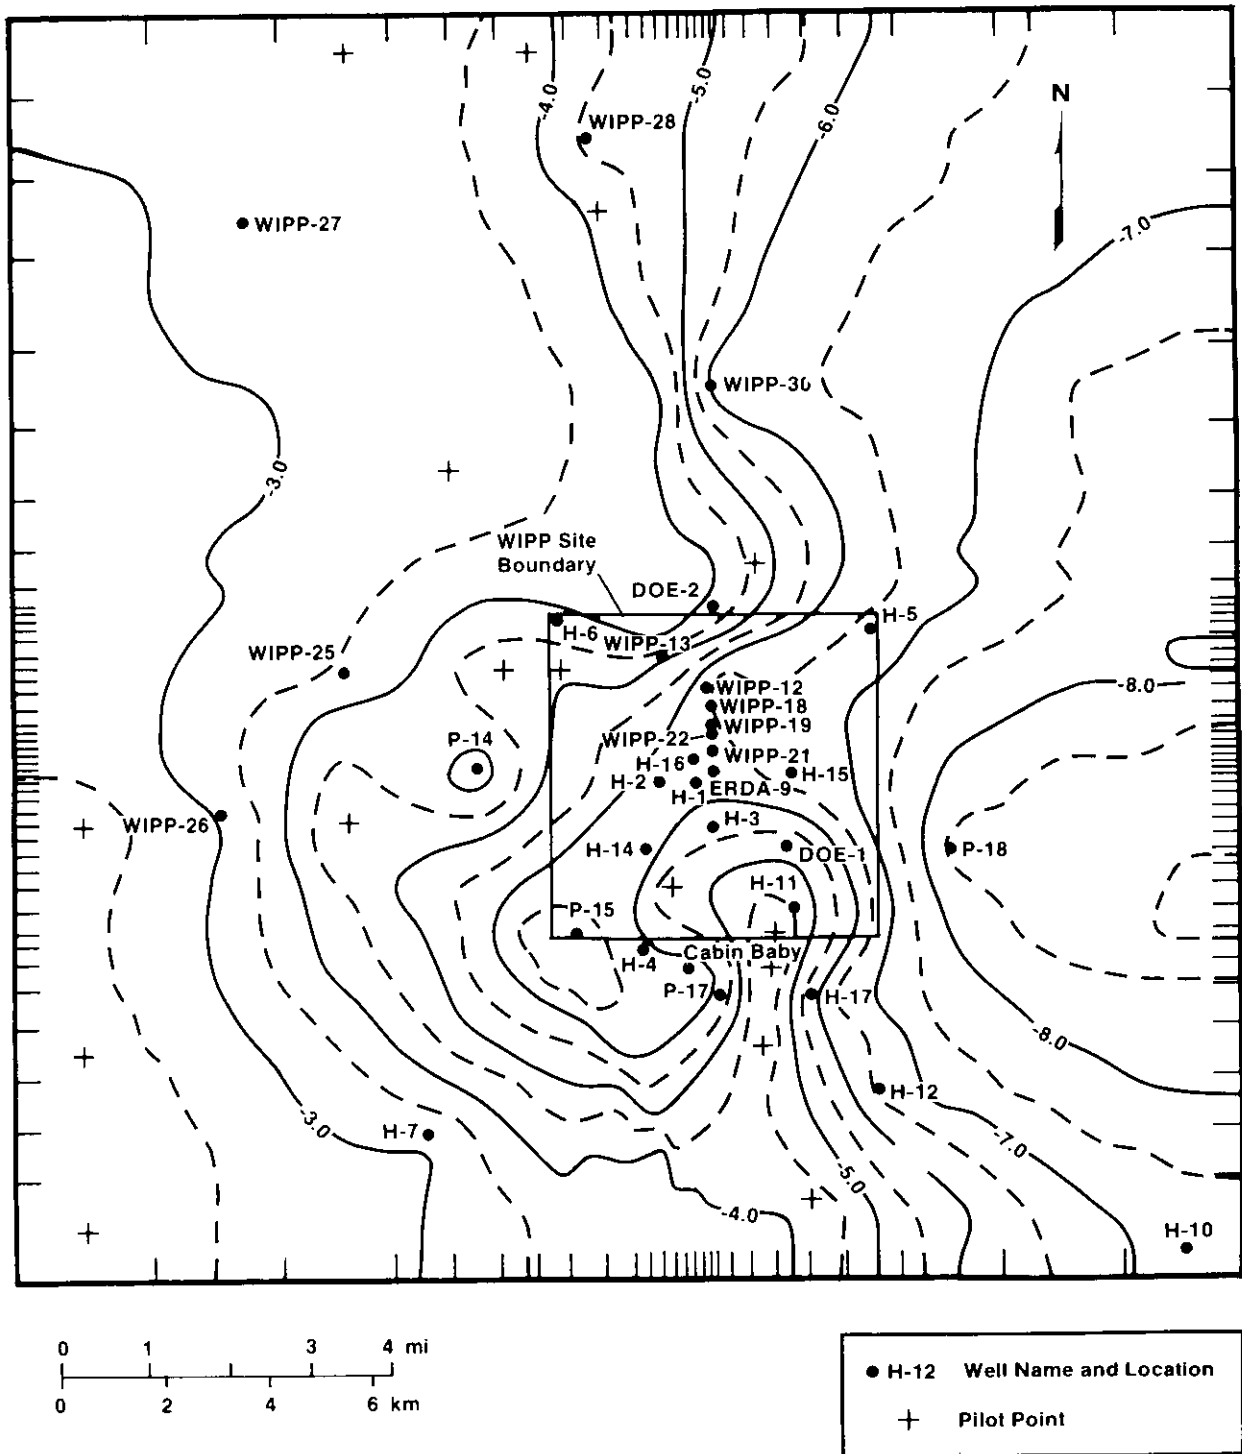 -4.0
-5.0
-6.0
N
WIPP-28
WIPP-27
-7.0
WIPP-30
-3.0
WIPP Site
Boundary
DOE-2
H-5
H-6
WIPP-13
WIPP-25
WIPP-12
-8.0
WIPP-18
WIPP-19
P-14
WIPP-22
WIPP-21
H-16
H-15
H-2
ERDA-9
H-1
WIPP-26
H-3
H-14
DOE-1
P-18
H-11
P-15
Cabin Baby
H-4
P-17
H-17
-8.0
H-12
-3.0
H-7
-7.0
-5.0
-4.0
H-10
0 1 3 4 mi
0 2 4 6 km
H-12 Well Name and Location
Pilot Point